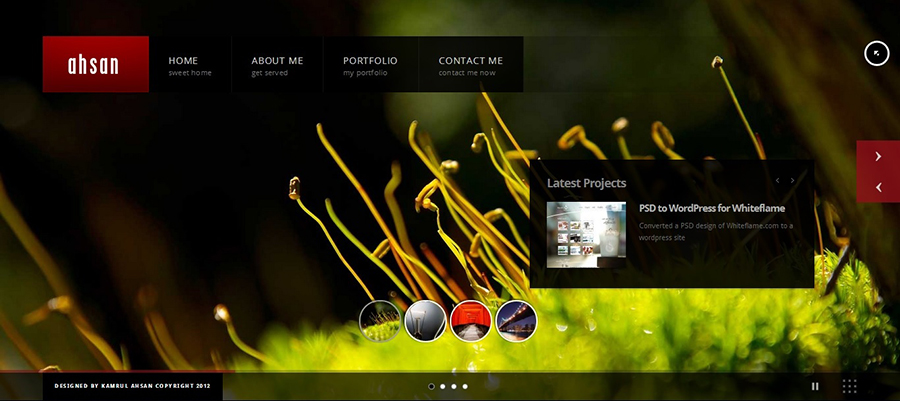 ahsan
HOME
sweet home
ABOUT ME
get served
PORTFOLIO
my portfolio
CONTACT ME
contact me now
Latest Projects
PSD to WordPress for Whiteflame
Converted a PSD design of Whiteflame.com to a
wordpress site
DESIGNED BY KAMRUL AHSAN COPYRIGHT 2012